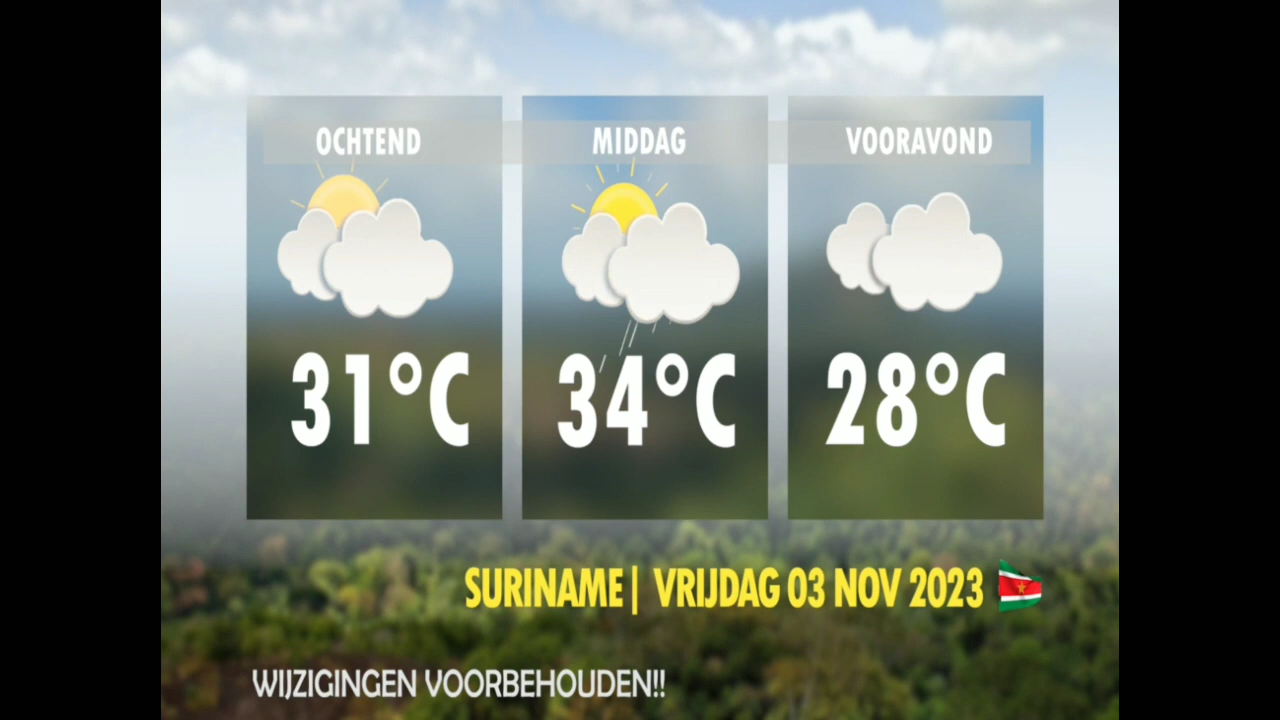 OCHTEND
MIDDAG
VOORAVOND
31°C
34°C
28°C
SURINAME| VRIJDAG 03 NOV 2023
WIJZIGINGEN VOORBEHOUDEN!!